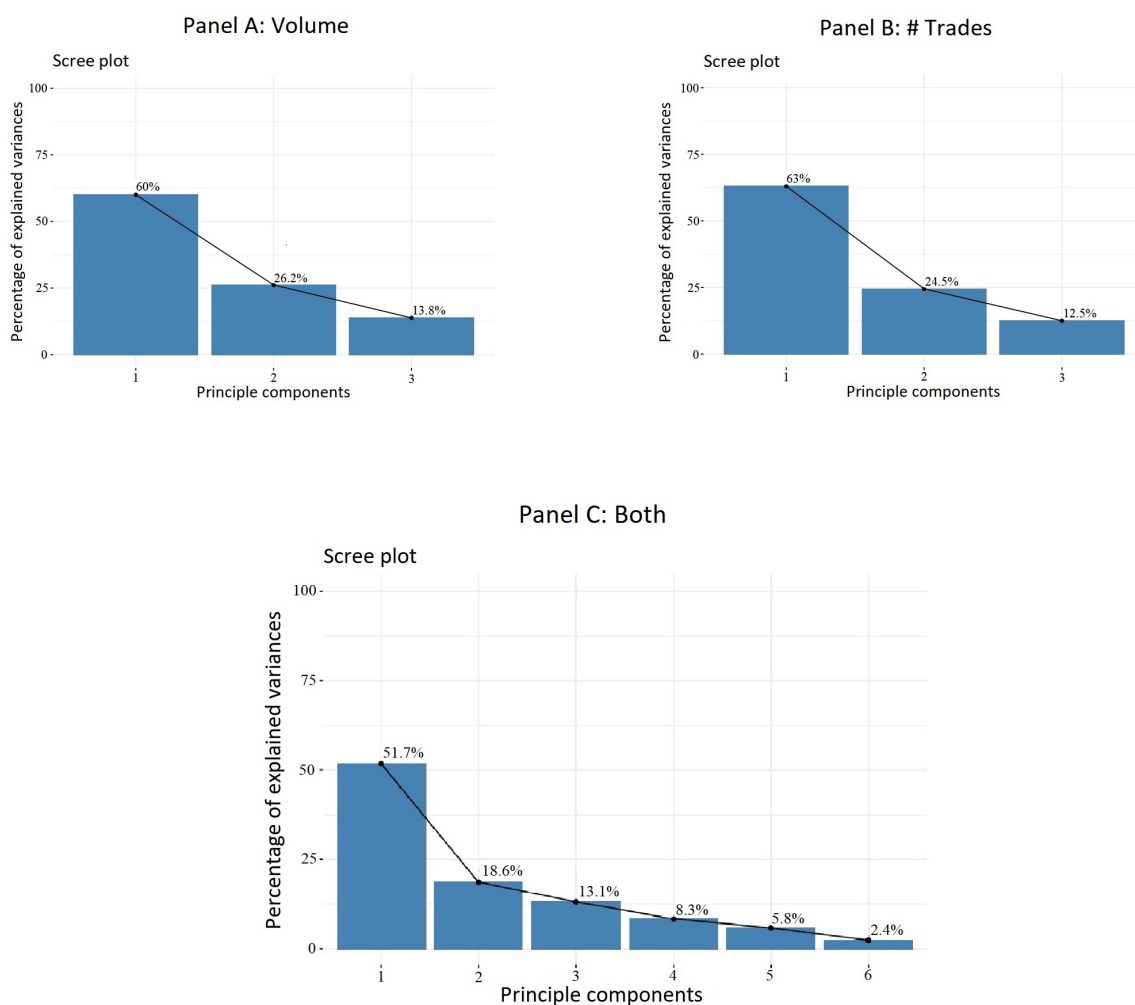 Panel A: Volume
Scree plot
Percentage of explained variances
100
75
50
25
0
60%
26.2%
13.8%
1 2 3
Principle components
Panel B: # Trades
Scree plot
Percentage of explained variances
100
75
50
25
0
63%
24.5%
12.5%
1 2 3
Principle components
Panel C: Both
Scree plot
Percentage of explained variances
100
75
50
25
0
51.7%
18.6%
13.1%
8.3%
5.8%
2.4%
1 2 3 4 5 6
Principle components